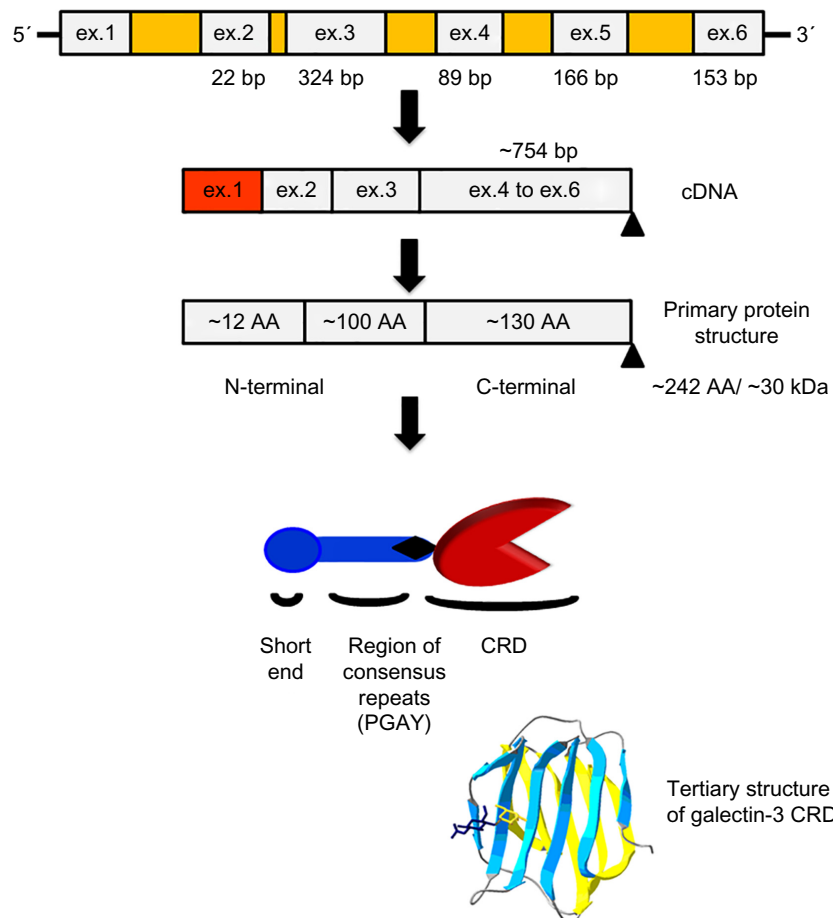 5´ ex.1 ex.2 ex.3 ex.4 ex.5 ex.6 3´
22 bp 324 bp 89 bp 166 bp 153 bp
~754 bp
ex.1 ex.2 ex.3 ex.4 to ex.6 cDNA
~12 AA ~100 AA ~130 AA
Primary protein
structure
N-terminal C-terminal ~242 AA/ ~30 kDa
Short
end
Region of
consensus
repeats
(PGAY)
CRD
Tertiary structure
of galectin-3 CRD